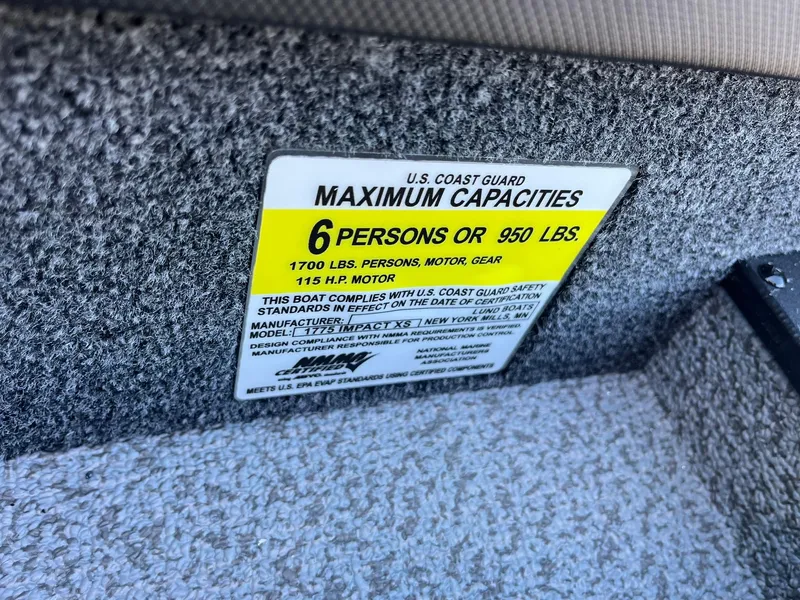 U.S. COAST GUARD
MAXIMUM CAPACITIES
6 PERSONS OR 950 LBS.
1700 LBS. PERSONS, MOTOR, GEAR
115 H.P. MOTOR
THIS BOAT COMPLIES WITH U.S. COAST GUARD SAFETY
STANDARDS IN EFFECT ON THE DATE OF CERTIFICATION
MANUFACTURER: LUND BOATS
MODEL: 1775 IMPACT XS NEW YORK MILLS, MN
DESIGN COMPLIANCE WITH NMMA REQUIREMENTS IS VERIFIED.
MANUFACTURER RESPONSIBLE FOR PRODUCTION CONTROL.
NMMA
CERTIFIED
NATIONAL MARINE
MANUFACTURERS
ASSOCIATION
MEETS U.S. EPA EVAP STANDARDS USING CERTIFIED COMPONENTS